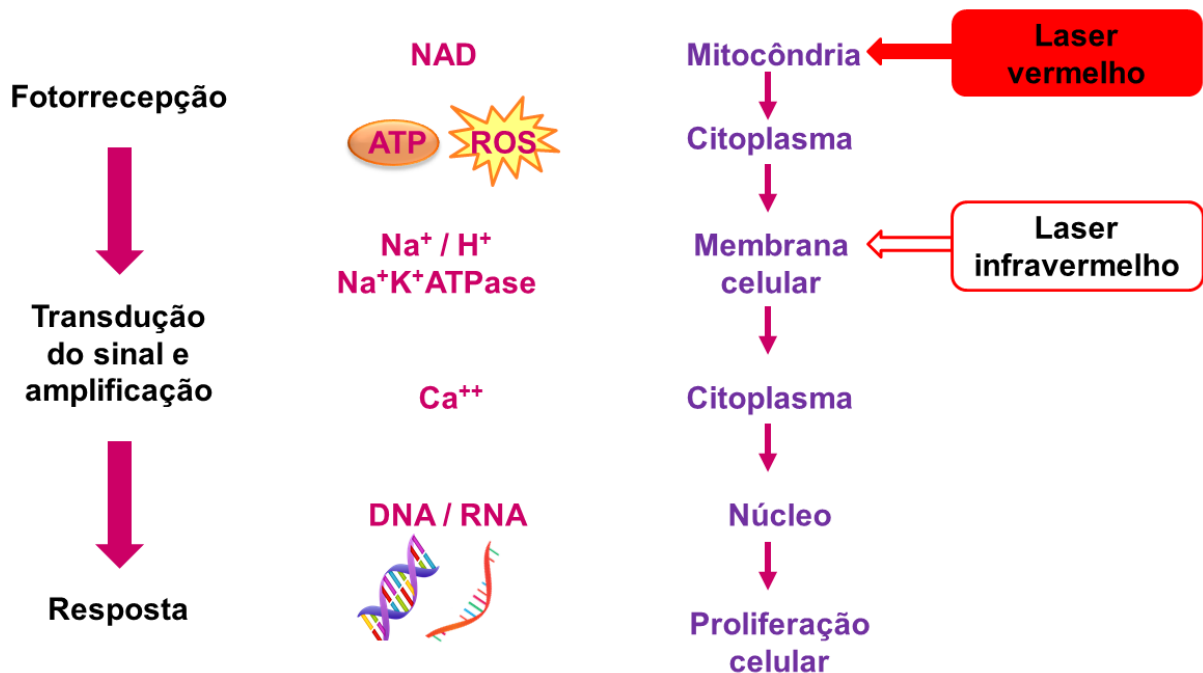 Fotorrecepção
Transdução
do sinal e
amplificação
Resposta
NAD
ATP
ROS
Na⁺ / H⁺
Na⁺K⁺ATPase
Ca⁺⁺
DNA / RNA
Mitocôndria
Citoplasma
Membrana
celular
Citoplasma
Núcleo
Proliferação
celular
Laser
vermelho
Laser
infravermelho